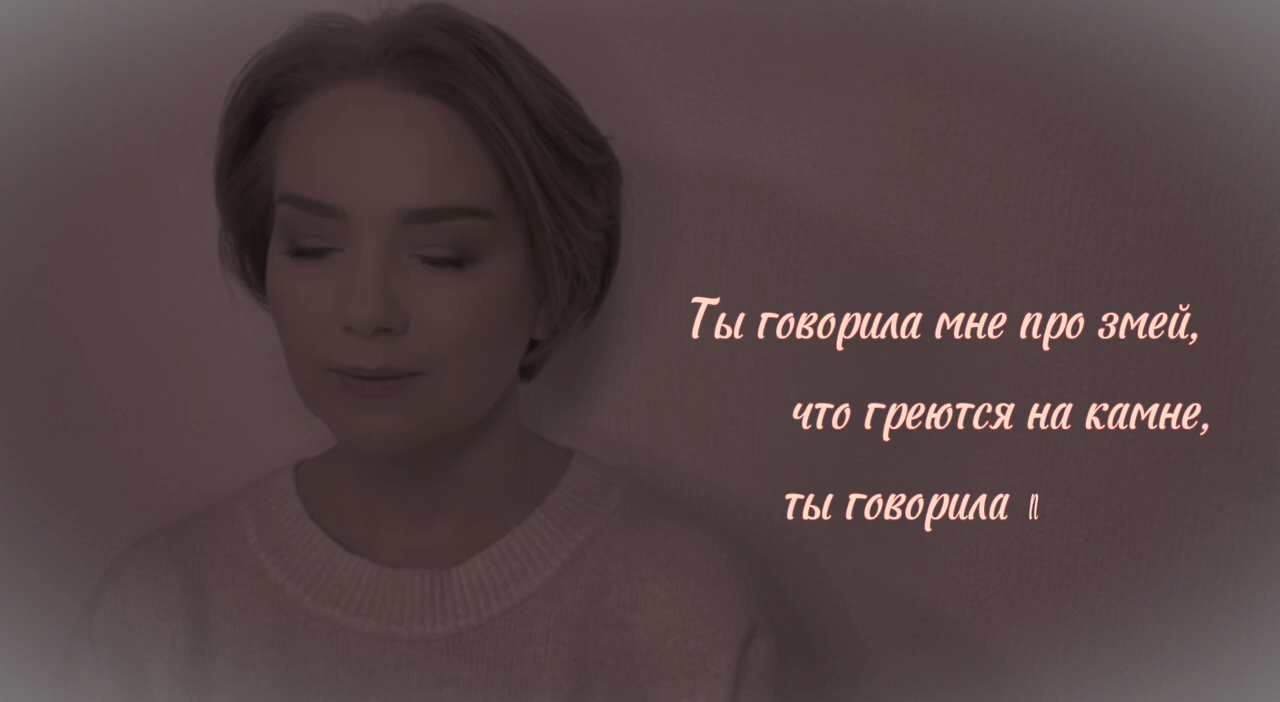 Ты говорила мне про змей,
что греются на камне,
ты говорила п